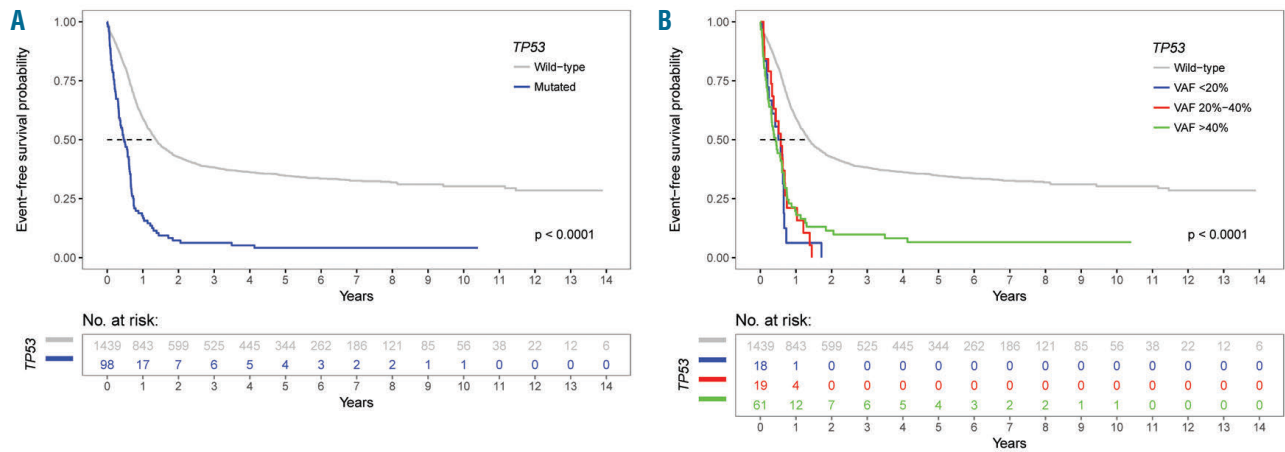 A
Event-free survival probability
1.00
0.75
0.50
0.25
0.00
TP53
Wild-type
Mutated
p < 0.0001
0 1 2 3 4 5 6 7 8 9 10 11 12 13 14
Years
No. at risk:
TP53
1439 843 599 525 445 344 262 186 121 85 56 38 22 12 6
98 17 7 6 5 4 3 2 2 1 1 0 0 0 0
0 1 2 3 4 5 6 7 8 9 10 11 12 13 14
Years
B
Event-free survival probability
1.00
0.75
0.50
0.25
0.00
TP53
Wild-type
VAF <20%
VAF 20%-40%
VAF >40%
p < 0.0001
0 1 2 3 4 5 6 7 8 9 10 11 12 13 14
Years
No. at risk:
TP53
1439 843 599 525 445 344 262 186 121 85 56 38 22 12 6
18 1 0 0 0 0 0 0 0 0 0 0 0 0 0
19 4 0 0 0 0 0 0 0 0 0 0 0 0 0
61 12 7 6 5 4 3 2 2 1 1 0 0 0 0
0 1 2 3 4 5 6 7 8 9 10 11 12 13 14
Years